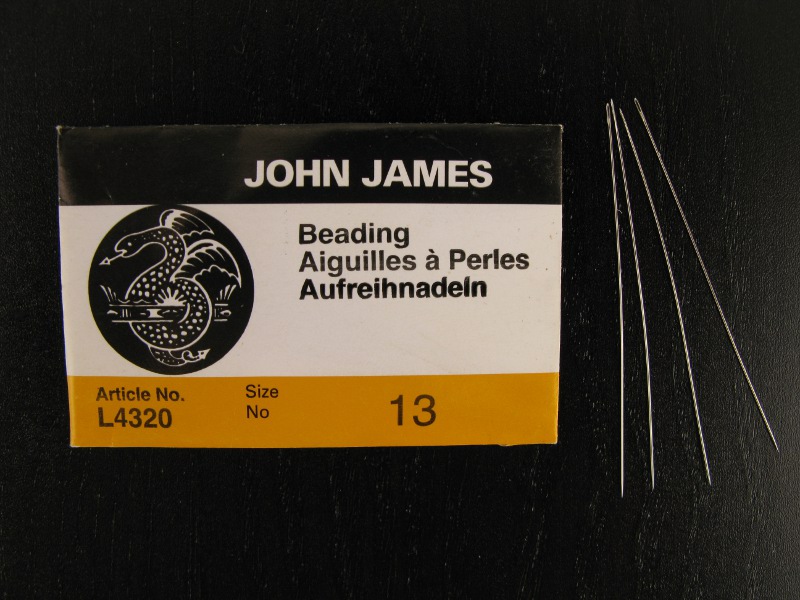 JOHN JAMES
Beading
Aiguilles à Perles
Aufreihnadeln
Article No.
L4320
Size
No
13